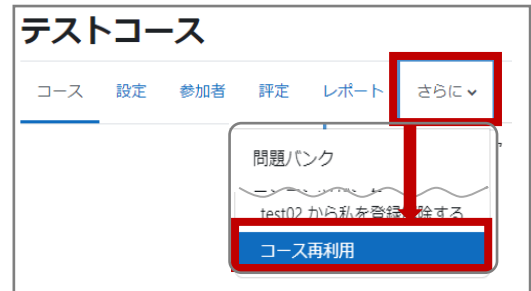 テストコース
コース 設定 参加者 評定 レポート さらに
問題バンク
test02 から私を登録 除する
コース再利用